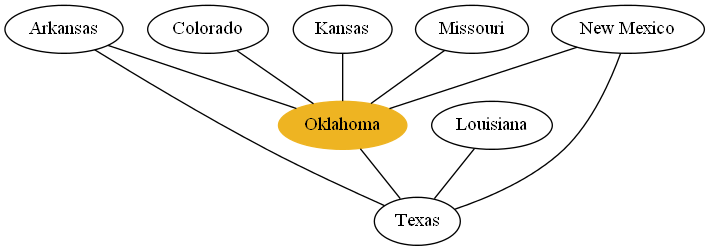 Arkansas
Colorado
Kansas
Missouri
New Mexico
Oklahoma
Louisiana
Texas